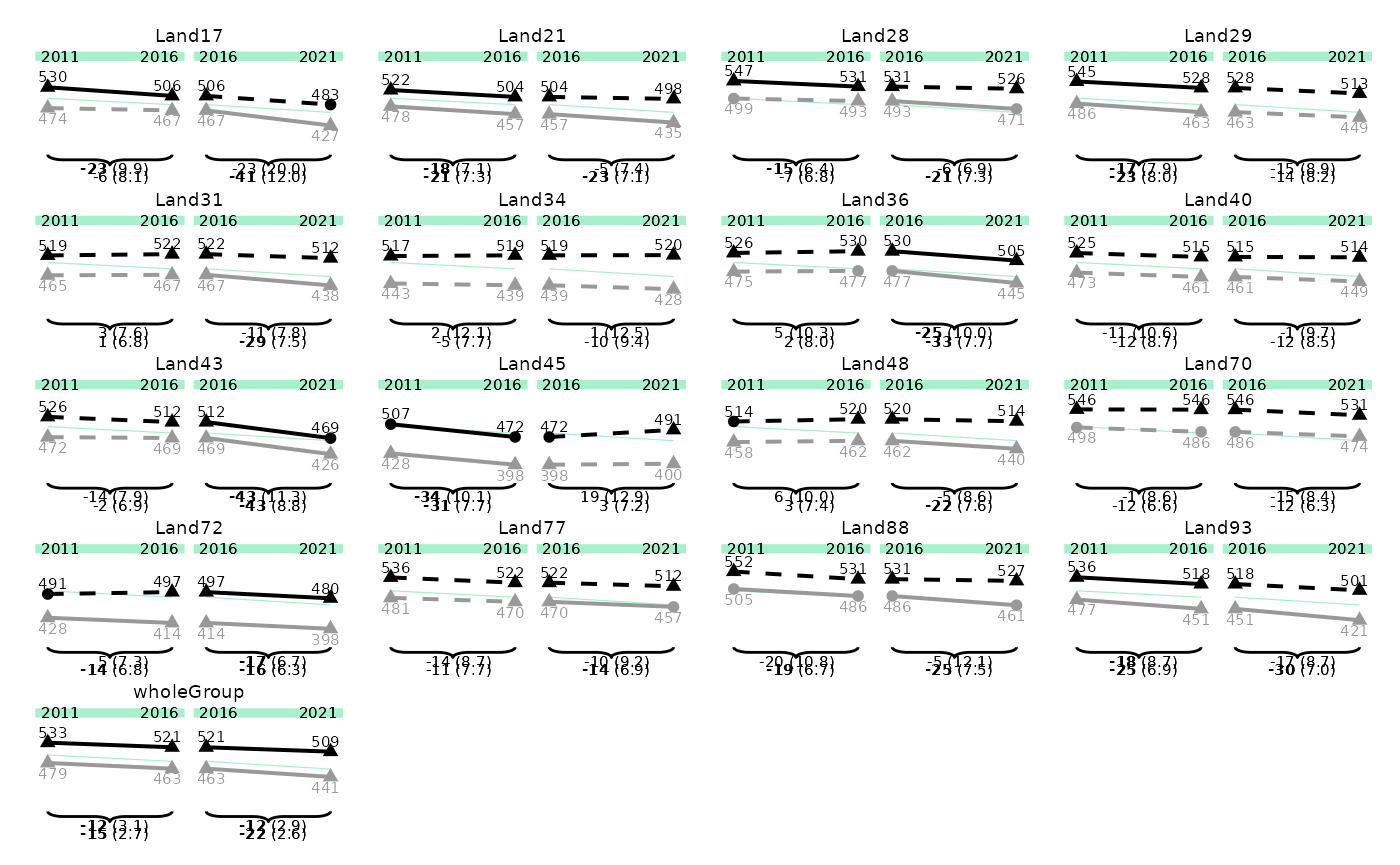 Land17 Land21 Land28 Land29
2011 2016 2016 2021 2011 2016 2016 2021 2011 2016 2016 2021 2011 2016 2016 2021
530 506 506 483 522 504 504 498 547 531 531 526 545 528 528 513
474 467 467 427 478 457 457 435 499 493 493 471 486 463 463 449
-23 (9.9) -23 (20.0) -18 (7.1) -5 (7.4) -15 (6.4) -6 (6.9) -17 (7.9) -15 (8.9)
-6 (8.1) -41 (12.0) -21 (7.3) -23 (7.1) -7 (6.8) -21 (7.3) -23 (8.0) -14 (8.2)
Land31 Land34 Land36 Land40
2011 2016 2016 2021 2011 2016 2016 2021 2011 2016 2016 2021 2011 2016 2016 2021
519 522 522 512 517 519 519 520 526 530 530 505 525 515 515 514
465 467 467 438 443 439 439 428 475 477 477 445 473 461 461 449
3 (7.6) -11 (7.8) 2 (12.1) 1 (12.5) 5 (10.3) -25 (10.0) -11 (10.6) -1 (9.7)
1 (6.8) -29 (7.5) -5 (7.7) -10 (9.4) 2 (8.0) -33 (7.7) -12 (8.7) -12 (8.5)
Land43 Land45 Land48 Land70
2011 2016 2016 2021 2011 2016 2016 2021 2011 2016 2016 2021 2011 2016 2016 2021
526 512 512 469 507 472 472 491 514 520 520 514 546 546 546 531
472 469 469 426 428 398 398 400 458 462 462 440 498 486 486 474
-14 (7.9) -43 (11.3) -34 (10.1) 19 (12.9) 6 (10.0) -5 (8.6) -1 (8.6) -15 (8.4)
-2 (6.9) -43 (8.8) -31 (7.7) 3 (7.2) 3 (7.4) -22 (7.6) -12 (6.6) -12 (6.3)
Land72 Land77 Land88 Land93
2011 2016 2016 2021 2011 2016 2016 2021 2011 2016 2016 2021 2011 2016 2016 2021
491 497 497 480 536 522 522 512 552 531 531 527 536 518 518 501
428 414 414 398 481 470 470 457 505 486 486 461 477 451 451 421
5 (7.3) -17 (6.7) -14 (8.7) -10 (9.2) -20 (10.8) -5 (12.1) -18 (8.7) -17 (8.7)
-14 (6.8) -16 (6.3) -11 (7.7) -14 (6.9) -19 (6.7) -25 (7.5) -25 (6.9) -30 (7.0)
wholeGroup
2011 2016 2016 2021
533 521 521 509
479 463 463 441
-12 (3.1) -12 (2.9)
-15 (2.7) -22 (2.6)